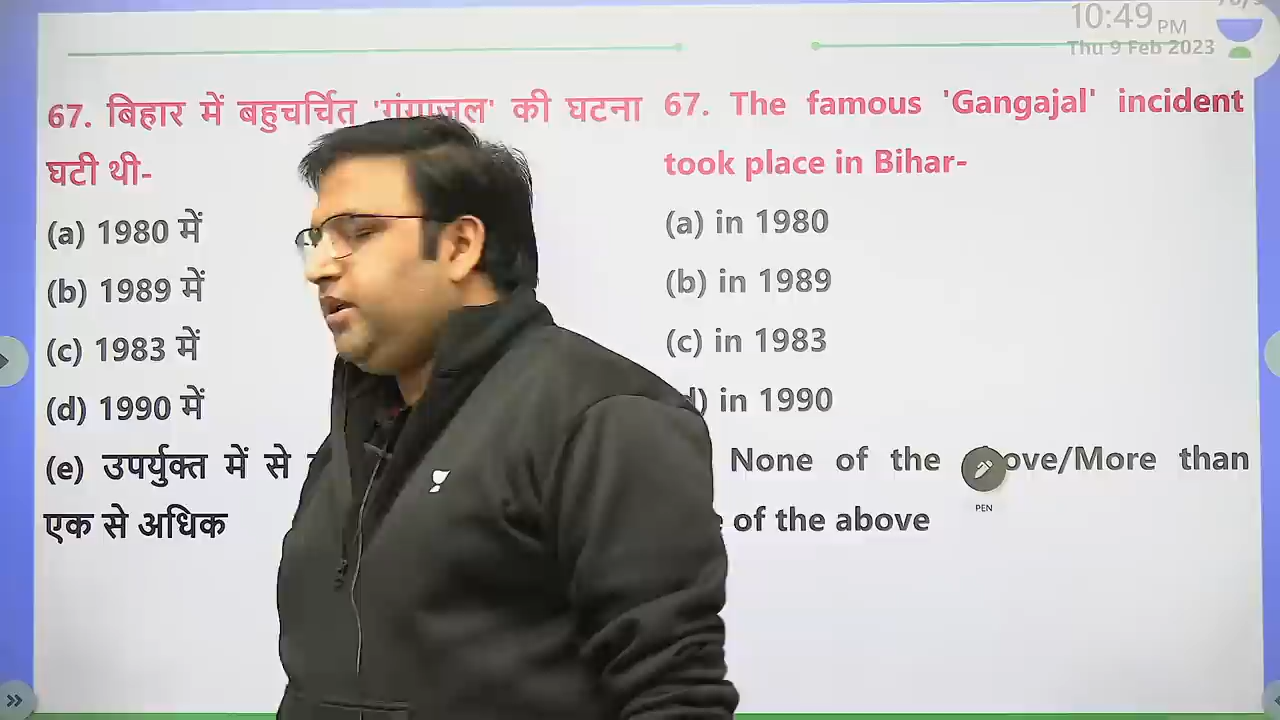 10:49 PM
Thu 9 Feb 2023
67. बिहार में बहुचर्चित 'गंगाजल' की घटना
घटी थी-
(a) 1980 में
(b) 1989 में
(c) 1983 में
(d) 1990 में
(e) उपर्युक्त में से
एक से अधिक
67. The famous 'Gangajal' incident
took place in Bihar-
(a) in 1980
(b) in 1989
(c) in 1983
) in 1990
None of the ove/More than
of the above
PEN